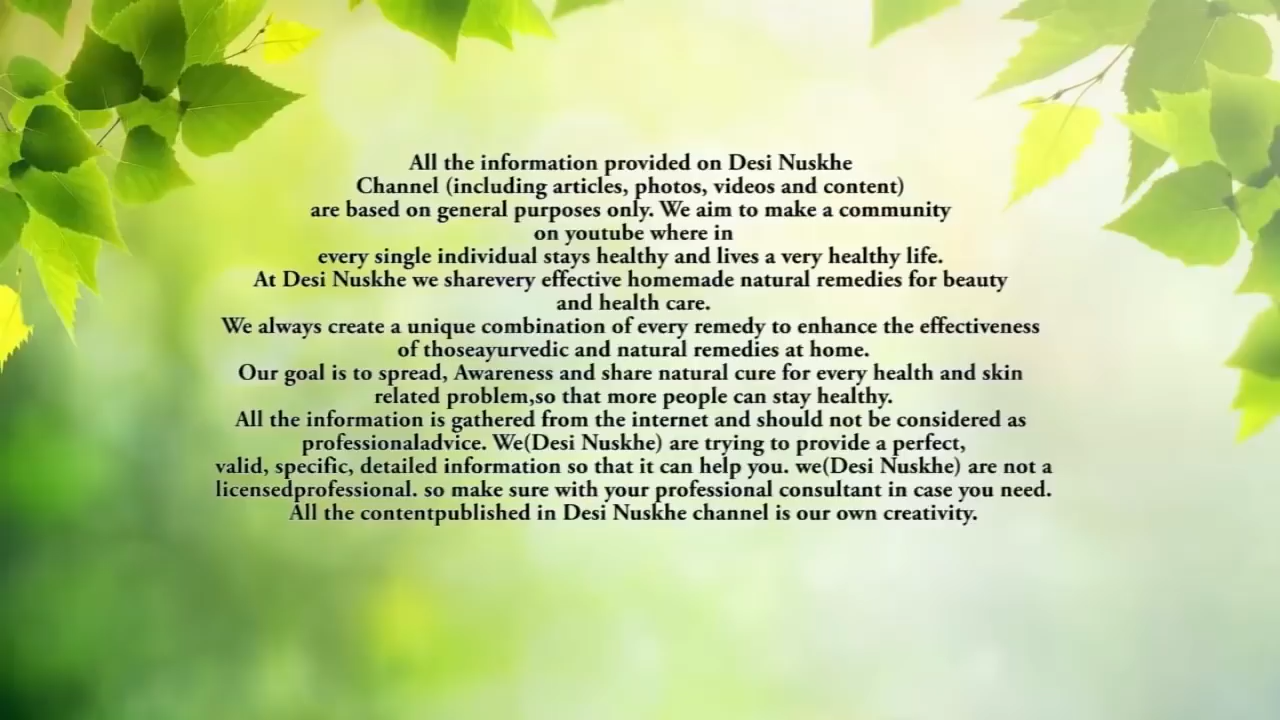 All the information provided on Desi Nuskhe
Channel (including articles, photos, videos and content)
are based on general purposes only. We aim to make a community
on youtube where in
every single individual stays healthy and lives a very healthy life.
At Desi Nuskhe we sharevery effective homemade natural remedies for beauty
and health care.
We always create a unique combination of every remedy to enhance the effectiveness
of thoseayurvedic and natural remedies at home.
Our goal is to spread, Awareness and share natural cure for every health and skin
related problem,so that more people can stay healthy.
All the information is gathered from the internet and should not be considered as
professionaladvice. We(Desi Nuskhe) are trying to provide a perfect,
valid, specific, detailed information so that it can help you. we(Desi Nuskhe) are not a
licensedprofessional. so make sure with your professional consultant in case you need.
All the contentpublished in Desi Nuskhe channel is our own creativity.